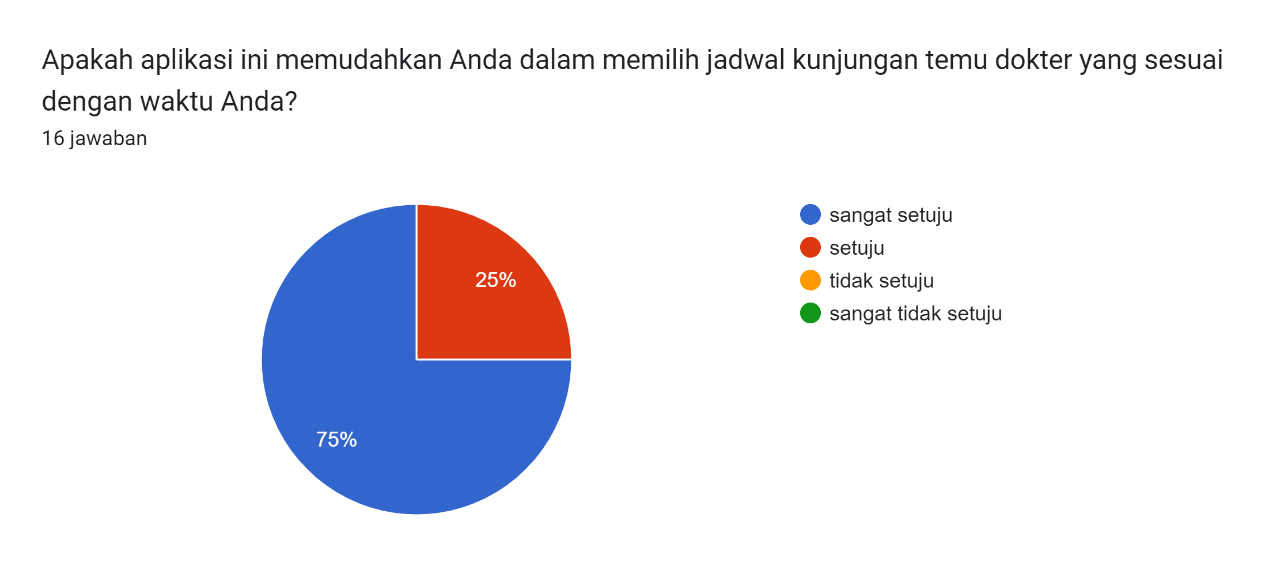 Apakah aplikasi ini memudahkan Anda dalam memilih jadwal kunjungan temu dokter yang sesuai
dengan waktu Anda?
16 jawaban
sangat setuju
setuju
tidak setuju
sangat tidak setuju
25%
75%